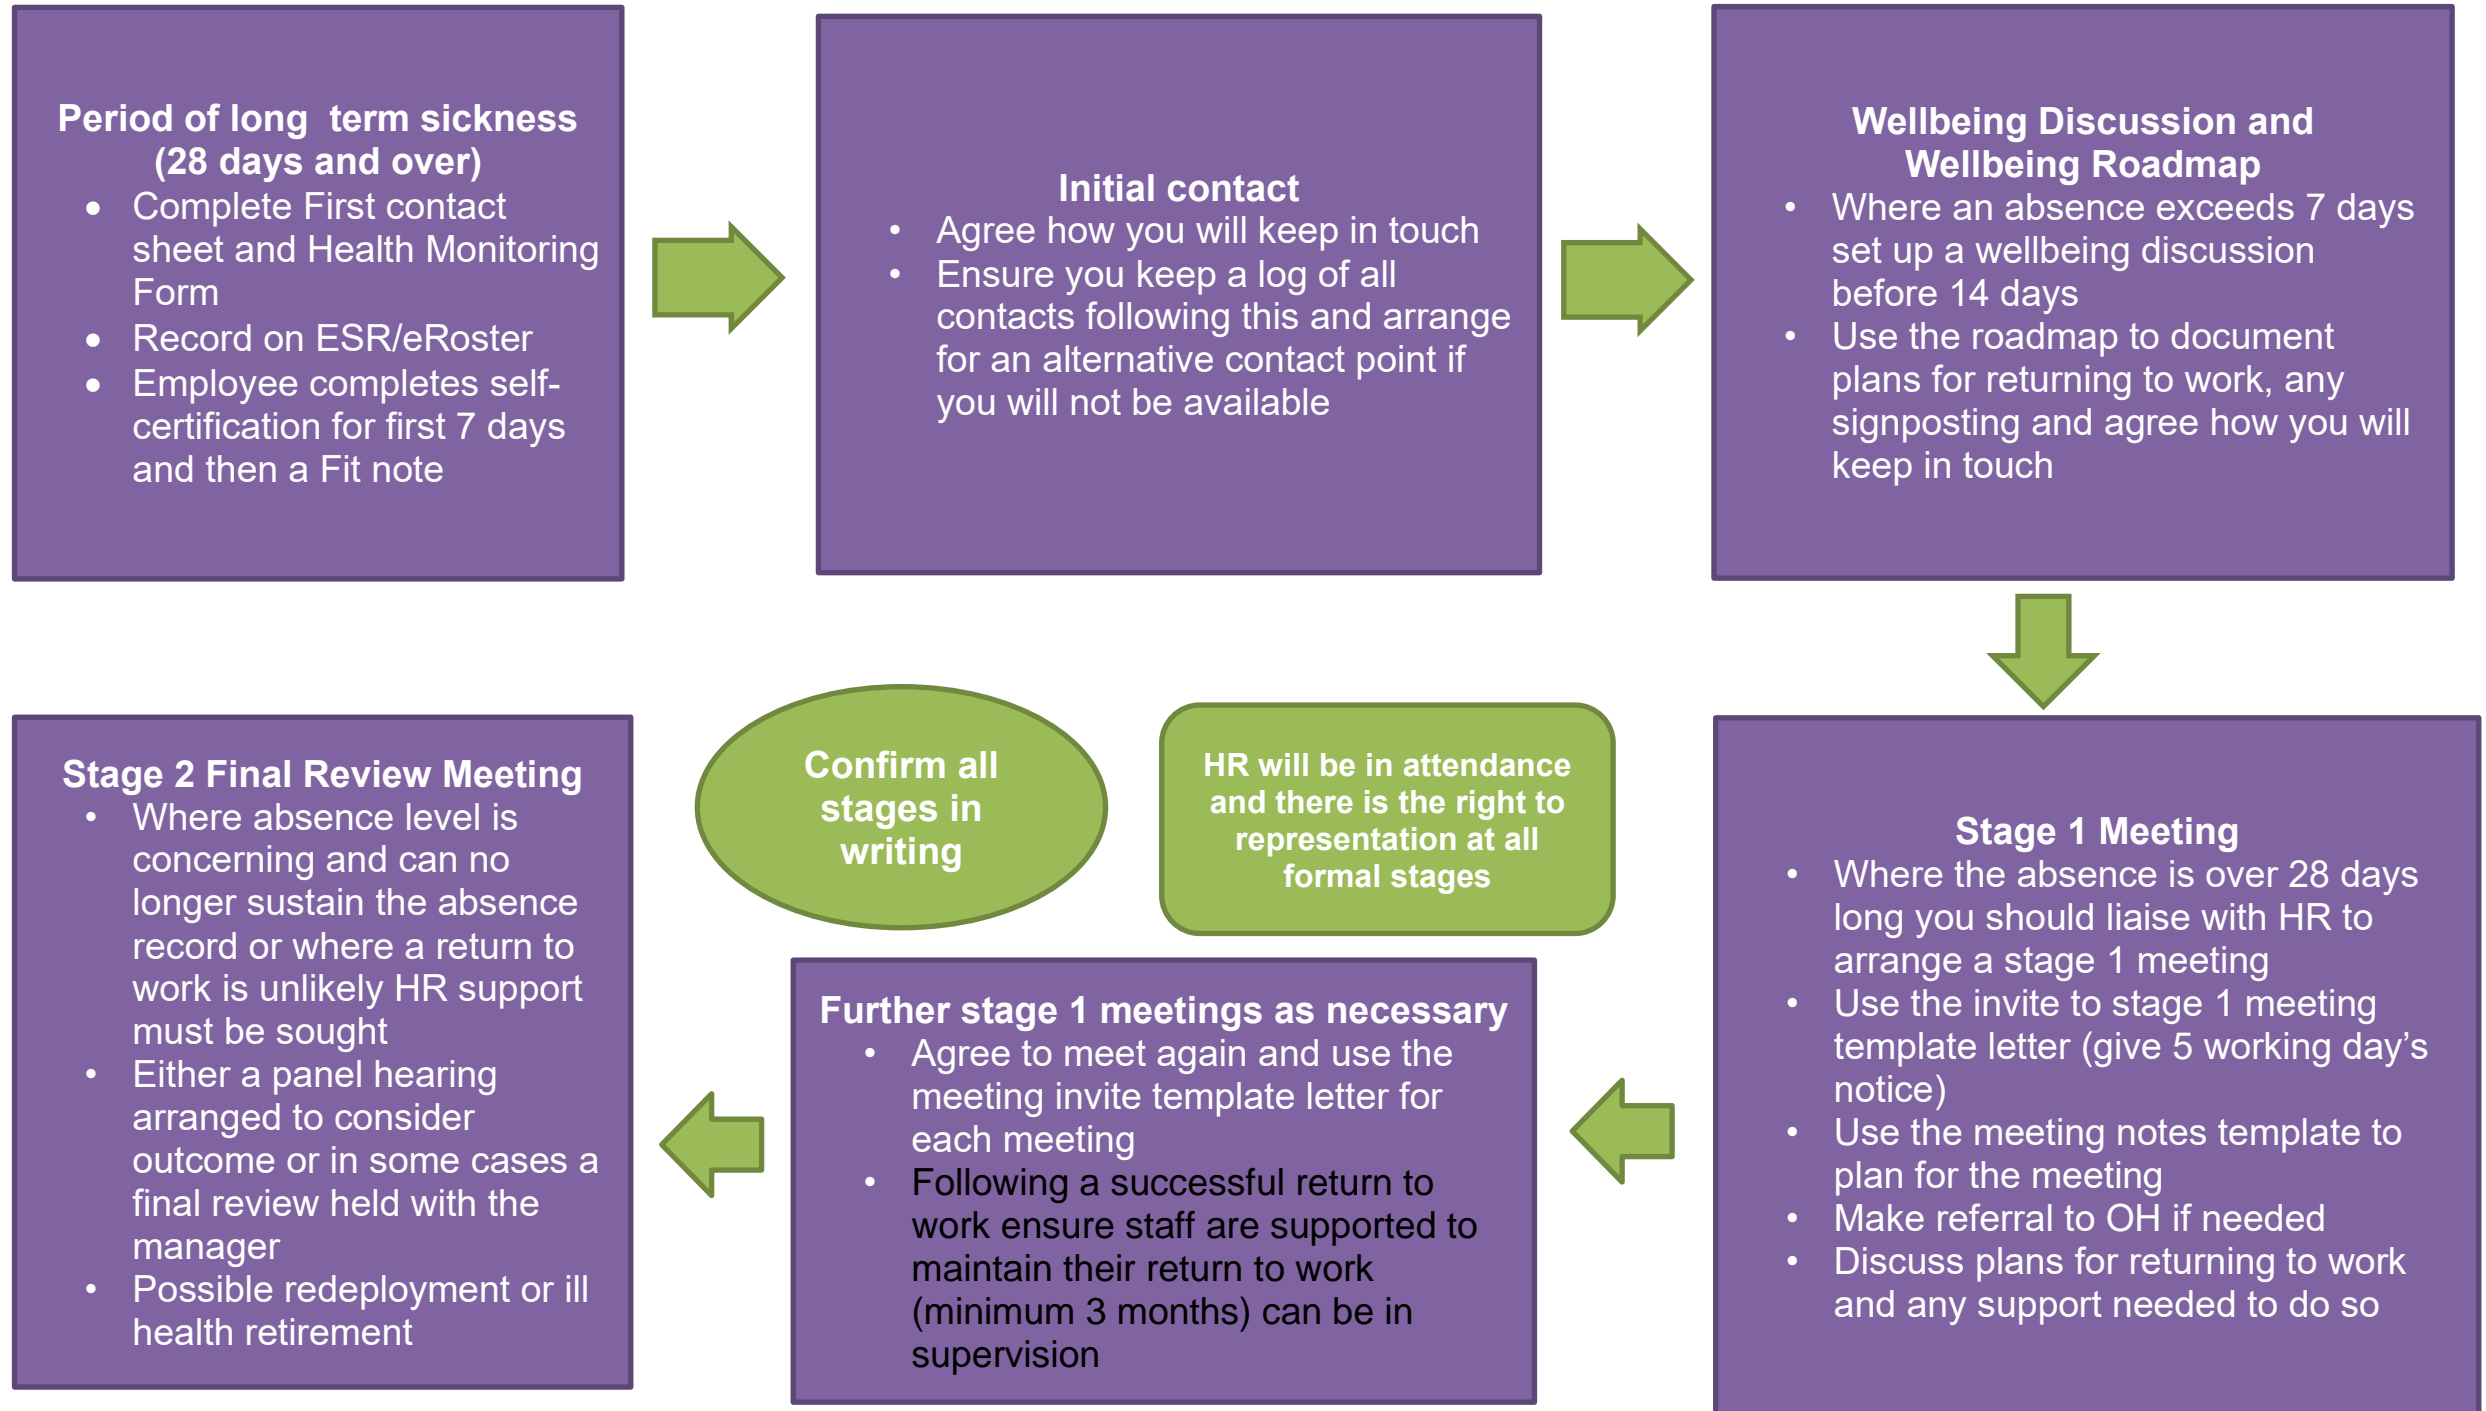 Period of long  term sickness
(28 days and over)
• Complete First contact
sheet and Health Monitoring
Form
• Record on ESR/eRoster
• Employee completes self-
certification for first 7 days
and then a Fit note
Initial contact
• Agree how you will keep in touch
• Ensure you keep a log of all
contacts following this and arrange
for an alternative contact point if
you will not be available
Wellbeing Discussion and
Wellbeing Roadmap
• Where an absence exceeds 7 days
set up a wellbeing discussion
before 14 days
• Use the roadmap to document
plans for returning to work, any
signposting and agree how you will
keep in touch
Stage 1 Meeting
• Where the absence is over 28 days
long you should liaise with HR to
arrange a stage 1 meeting
• Use the invite to stage 1 meeting
template letter (give 5 working day’s
notice)
• Use the meeting notes template to
plan for the meeting
• Make referral to OH if needed
• Discuss plans for returning to work
and any support needed to do so
Further stage 1 meetings as necessary
• Agree to meet again and use the
meeting invite template letter for
each meeting
• Following a successful return to
work ensure staff are supported to
maintain their return to work
(minimum 3 months) can be in
supervision
Stage 2 Final Review Meeting
• Where absence level is
concerning and can no
longer sustain the absence
record or where a return to
work is unlikely HR support
must be sought
• Either a panel hearing
arranged to consider
outcome or in some cases a
final review held with the
manager
• Possible redeployment or ill
health retirement
Confirm all
stages in
writing
HR will be in attendance
and there is the right to
representation at all
formal stages